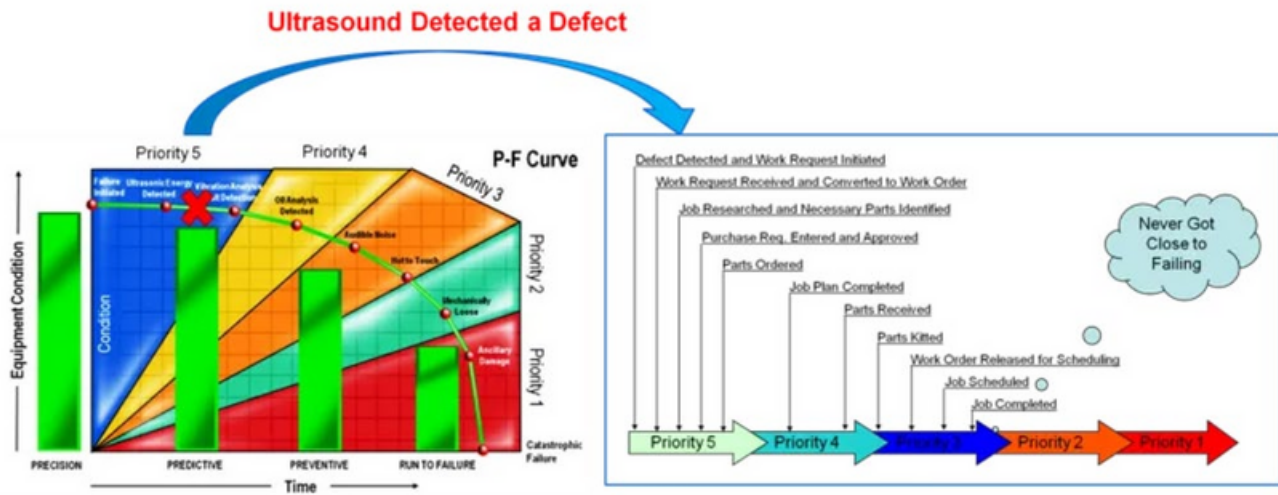 Ultrasound Detected a Defect
Priority 5
Priority 4
P-F Curve
Priority 3
Priority 2
Priority 1
Equipment Condition
Condition
Failure
Initiated
Ultrasonic Energy
Detected
Vibration Analysis
Oil Analysis
Detected
Audible Noise
Hot to Touch
Mechanically
Loose
Ancillary
Damage
Catastrophic
Failure
PRECISION
PREDICTIVE
PREVENTIVE
RUN TO FAILURE
Time
Defect Detected and Work Request Initiated
Work Request Received and Converted to Work Order
Job Researched and Necessary Parts Identified
Purchase Req. Entered and Approved
Parts Ordered
Job Plan Completed
Parts Received
Parts Kitted
Work Order Released for Scheduling
Job Scheduled
Job Completed
Never Got
Close to
Failing
Priority 5
Priority 4
Priority 3
Priority 2
Priority 1